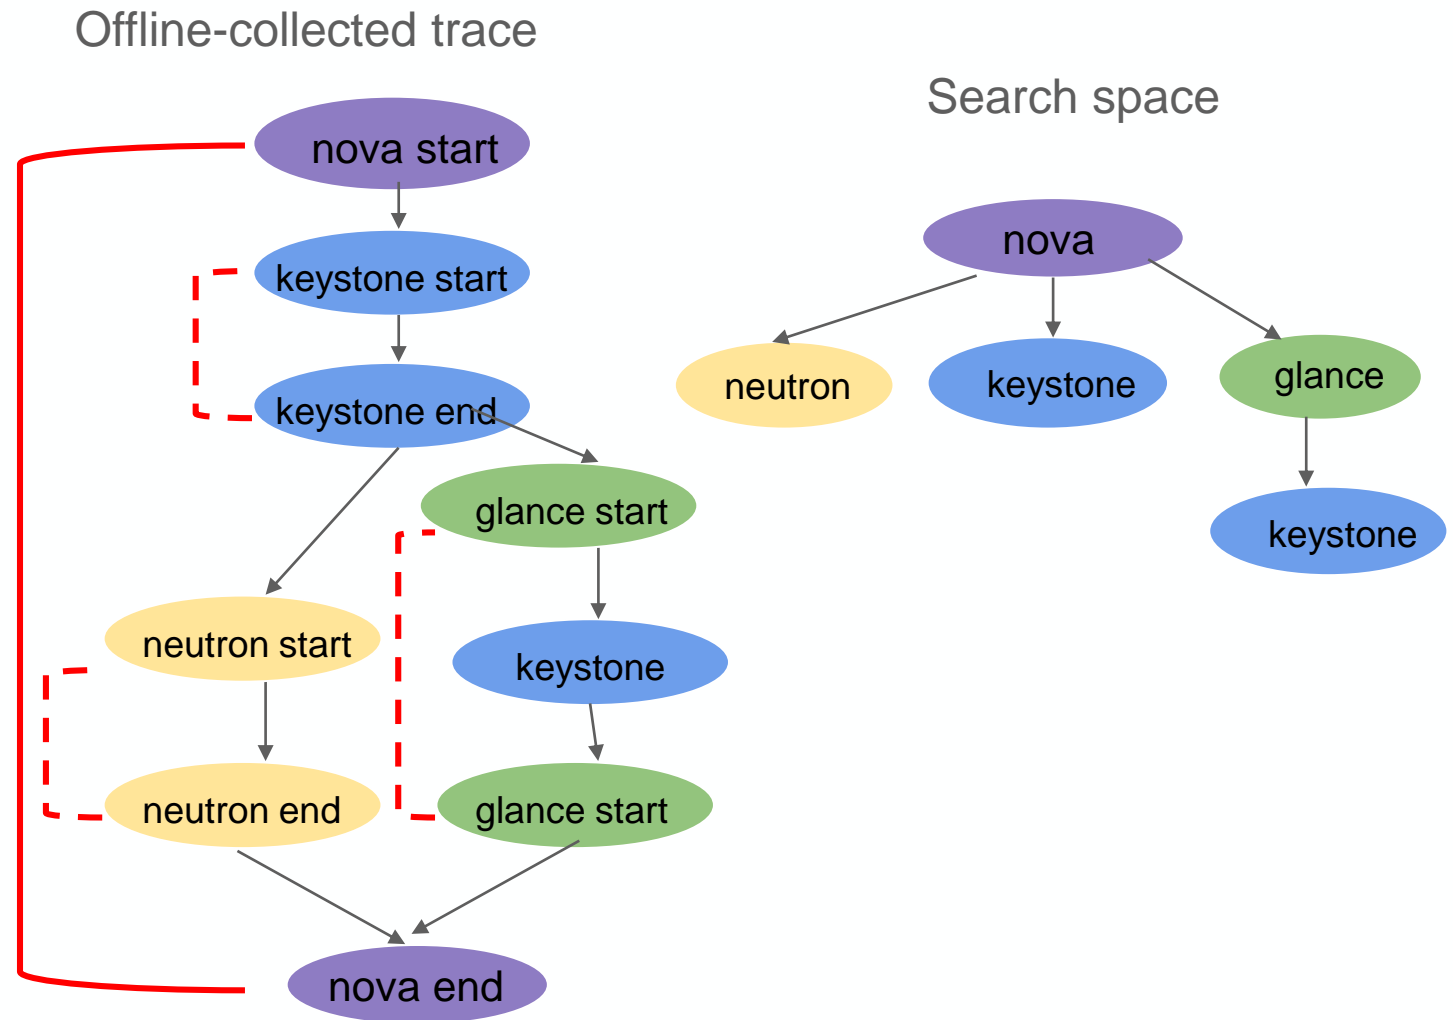 Offline-collected trace
nova start
keystone start
keystone end
glance start
neutron start
keystone
neutron end
glance start
nova end
Search space
nova
neutron
keystone
glance
keystone